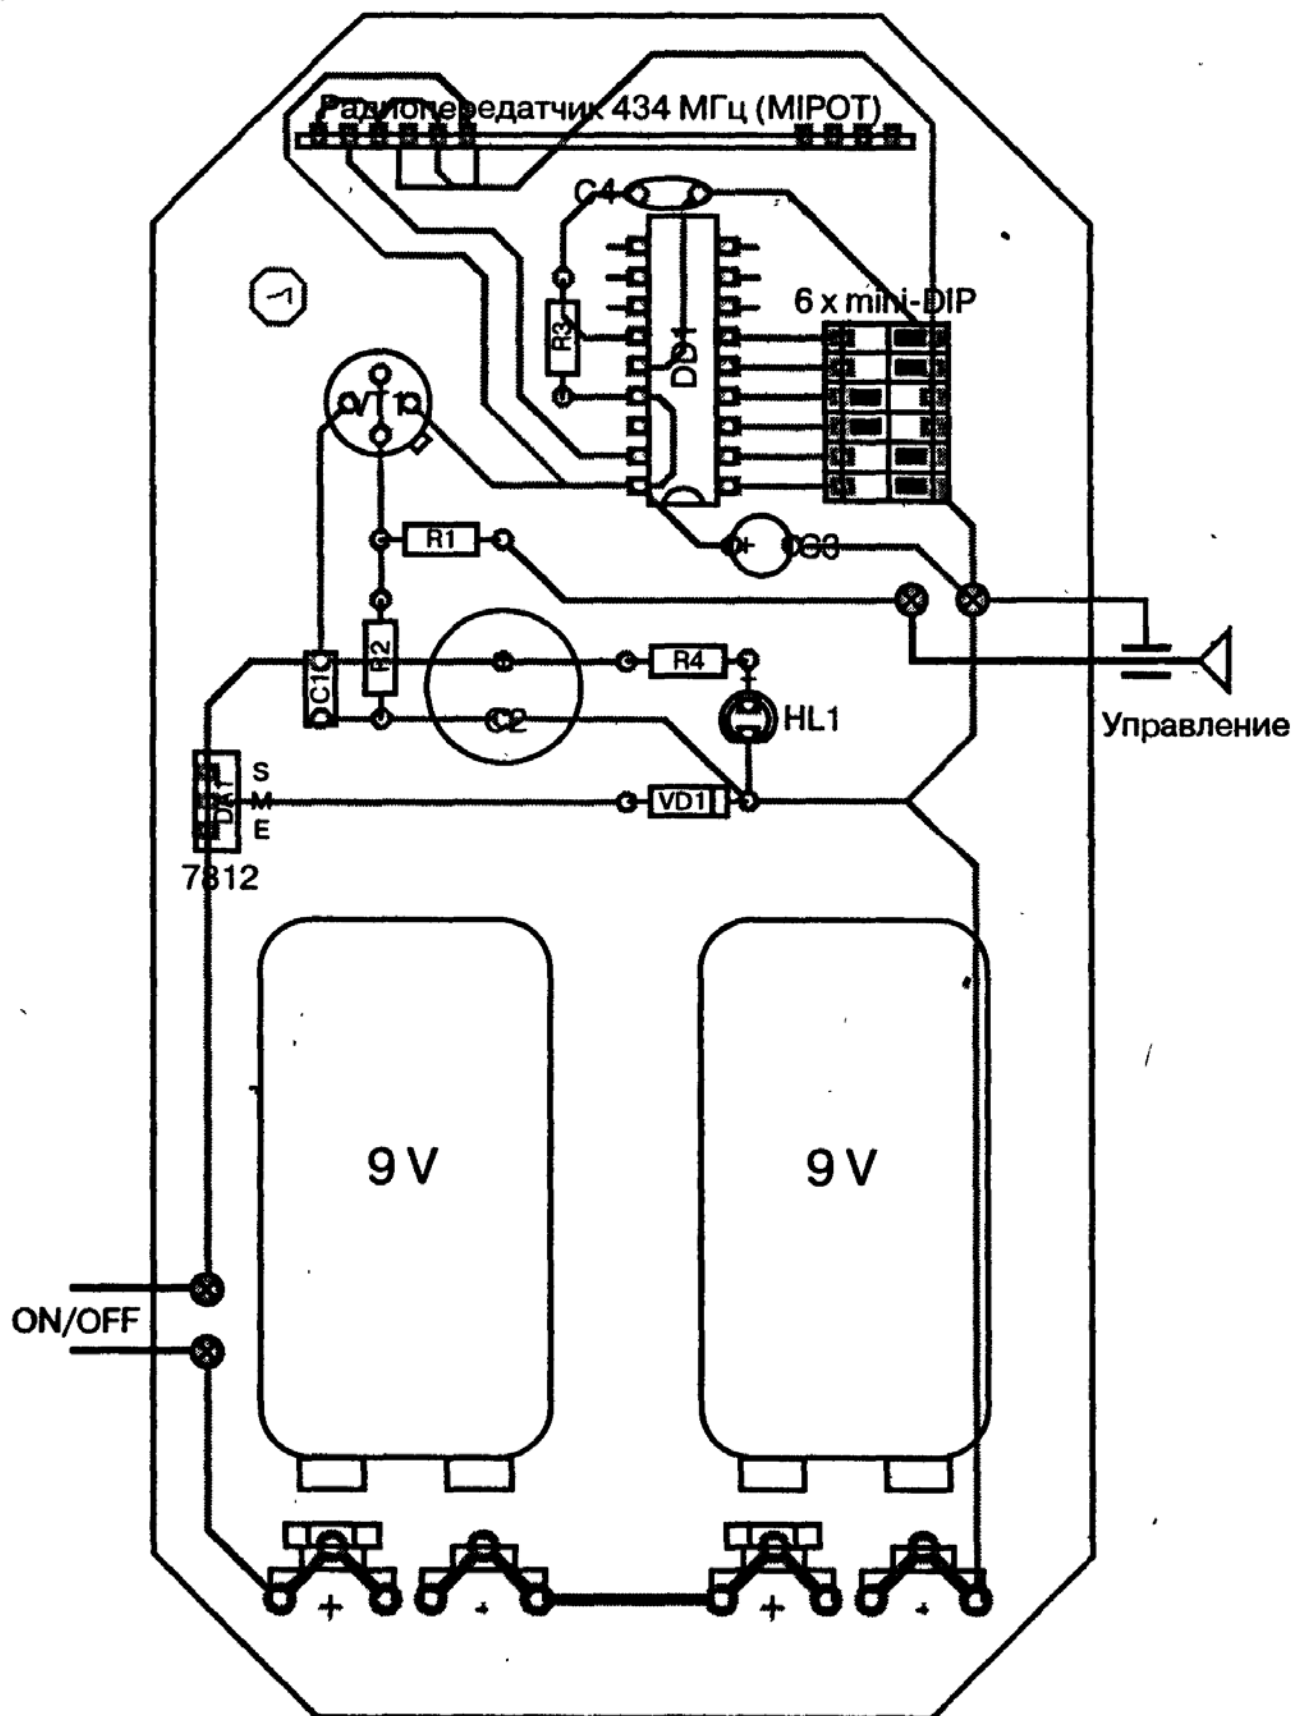 Радиопередатчик 434 МГц (MIPOT)
C4
6 x mini-DIP
R3
DD1
VT1
R1
+
C3
R2
C1
C2
R4
+
HL1
Управление
DA1
S
M
E
VD1
7812
9 V
9 V
ON/OFF
+
-
+
-